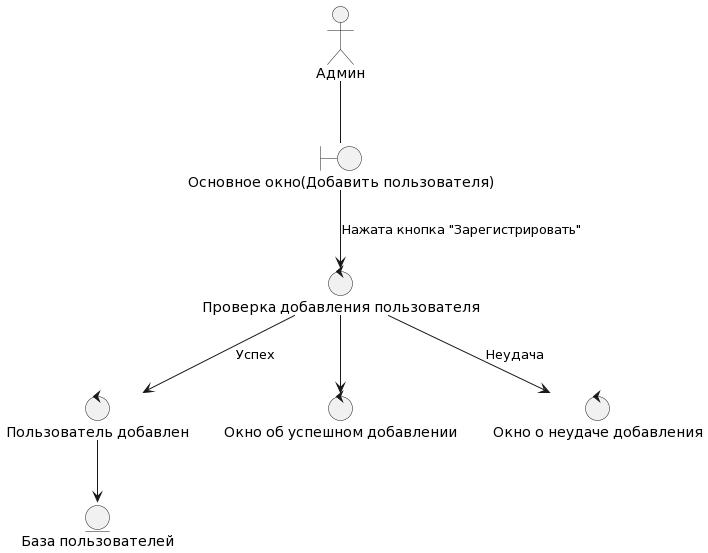 Админ
Основное окно(Добавить пользователя)
Нажата кнопка "Зарегистрировать"
Проверка добавления пользователя
Успех
Неудача
Пользователь добавлен
Окно об успешном добавлении
Окно о неудаче добавления
База пользователей